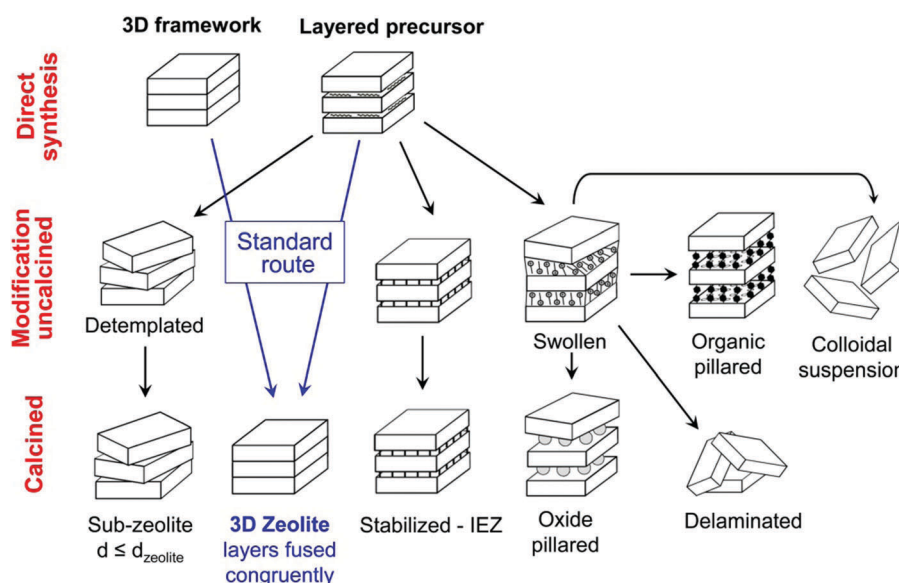 3D framework
Layered precursor
Direct
synthesis
Standard
route
Modification
uncalcined
Detemplated
Swollen
Organic
pillared
Colloidal
suspension
Calcined
Sub-zeolite
d ≤ dzeolite
3D Zeolite
layers fused
congruently
Stabilized - IEZ
Oxide
pillared
Delaminated